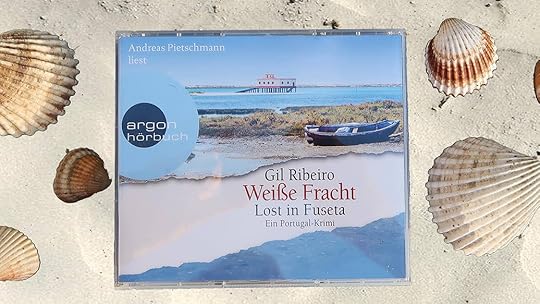 Andreas Pietschmann
liest
argon
hörbuch
Gil Ribeiro
Weiße Fracht
Lost in Fuseta
Ein Portugal-Krimi